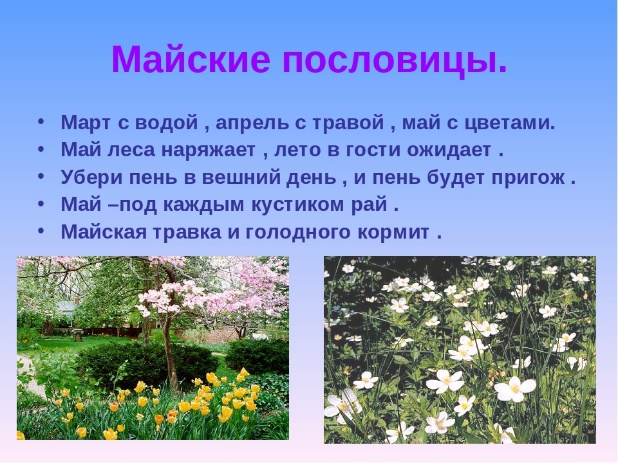 Майские пословицы.
• Март с водой , апрель с травой , май с цветами.
• Май леса наряжает , лето в гости ожидает .
• Убери пень в вешний день , и пень будет пригож .
• Май –под каждым кустиком рай .
• Майская травка и голодного кормит .